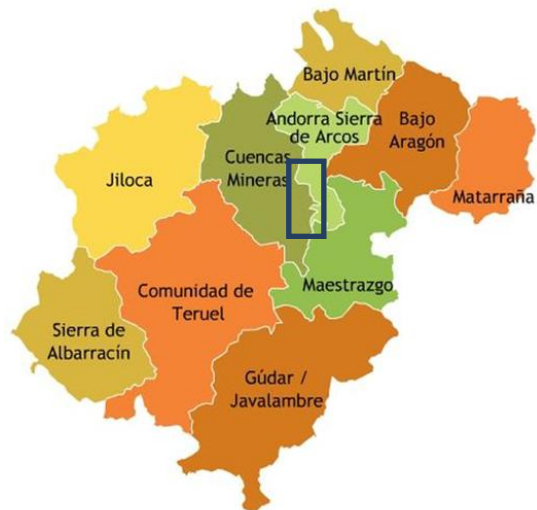 Bajo Martín
Andorra Sierra
de Arcos
Bajo
Aragón
Cuencas
Mineras
Jiloca
Matarraña
Maestrazgo
Comunidad de
Teruel
Sierra de
Albarracín
Gúdar /
Javalambre